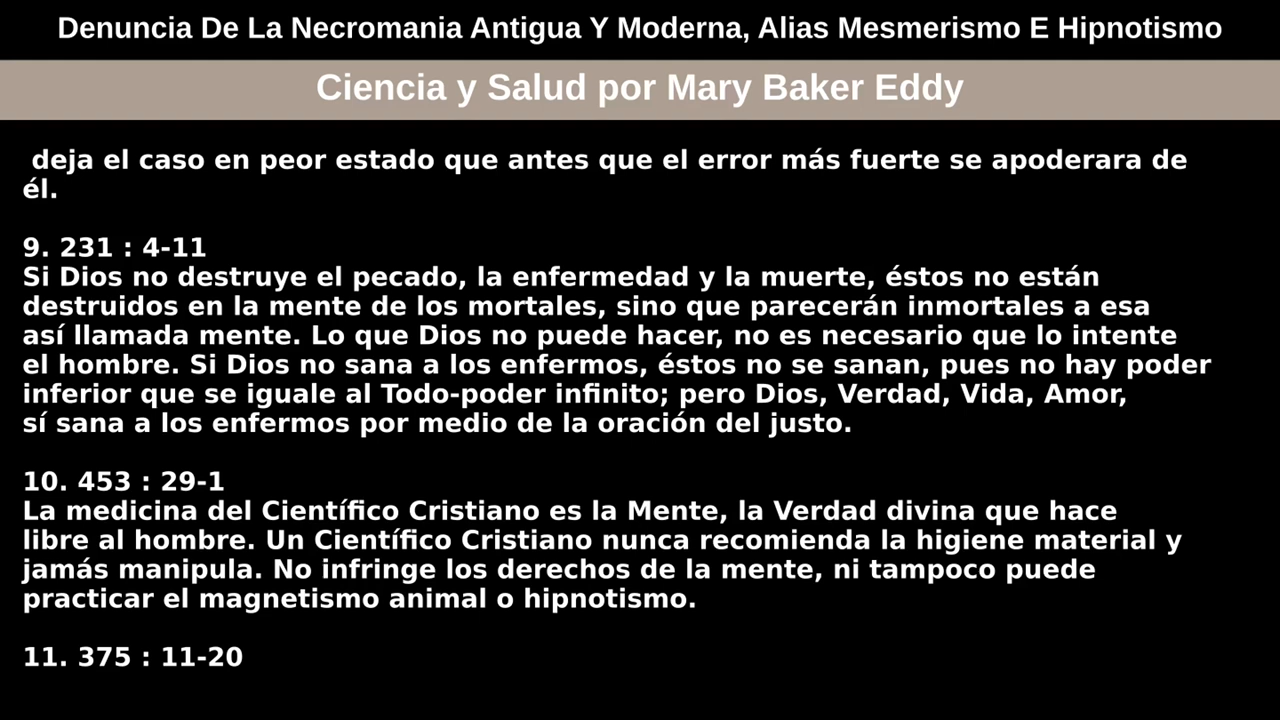 Denuncia De La Necromania Antigua Y Moderna, Alias Mesmerismo E Hipnotismo
Ciencia y Salud por Mary Baker Eddy
deja el caso en peor estado que antes que el error más fuerte se apoderara de
él.
9. 231 : 4-11
Si Dios no destruye el pecado, la enfermedad y la muerte, éstos no están
destruidos en la mente de los mortales, sino que parecerán inmortales a esa
así llamada mente. Lo que Dios no puede hacer, no es necesario que lo intente
el hombre. Si Dios no sana a los enfermos, éstos no se sanan, pues no hay poder
inferior que se iguale al Todo-poder infinito; pero Dios, Verdad, Vida, Amor,
sí sana a los enfermos por medio de la oración del justo.
10. 453 : 29-1
La medicina del Científico Cristiano es la Mente, la Verdad divina que hace
libre al hombre. Un Científico Cristiano nunca recomienda la higiene material y
jamás manipula. No infringe los derechos de la mente, ni tampoco puede
practicar el magnetismo animal o hipnotismo.
11. 375 : 11-20